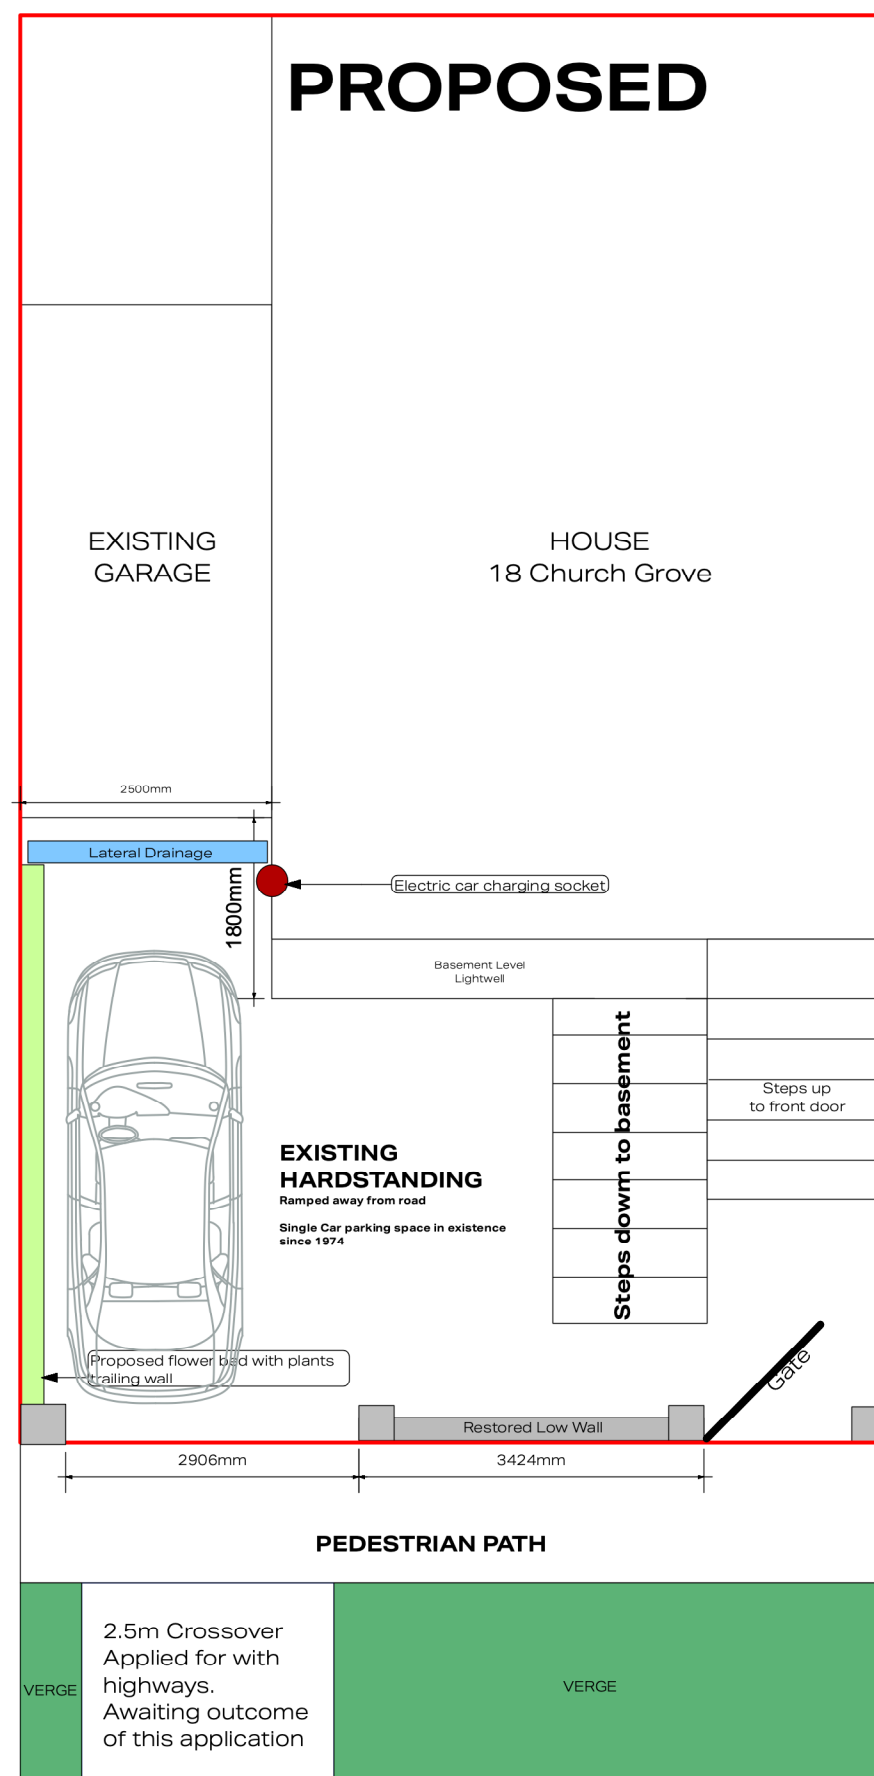 PROPOSED
EXISTING
GARAGE
HOUSE
18 Church Grove
2500mm
Lateral Drainage
1800mm
Electric car charging socket
Basement Level
Lightwell
Steps dowm to basement
Steps up
to front door
EXISTING
HARDSTANDING
Ramped away from road
Single Car parking space in existence
since 1974
Proposed flower bed with plants
trailing wall
Gate
Restored Low Wall
2906mm
3424mm
PEDESTRIAN PATH
2.5m Crossover
Applied for with
highways.
Awaiting outcome
of this application
VERGE
VERGE